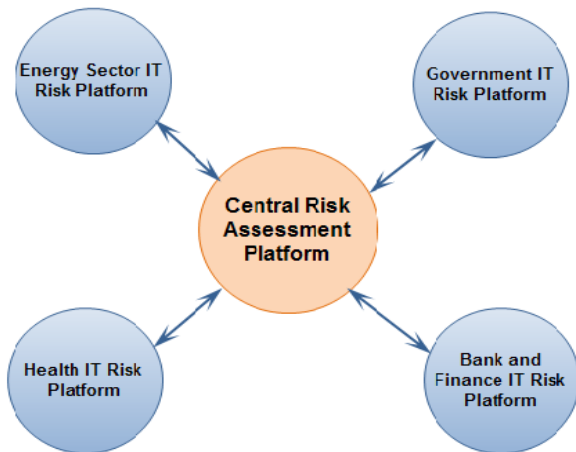 Energy Sector IT
Risk Platform
Government IT
Risk Platform
Central Risk
Assessment
Platform
Health IT Risk
Platform
Bank and
Finance IT Risk
Platform